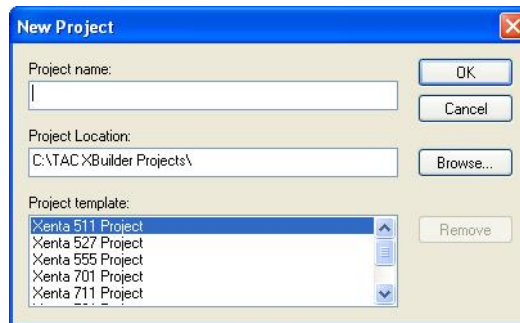 New Project
Project name:
OK
Cancel
Project Location:
C:\TAC XBuilder Projects\
Browse...
Project template:
Xenta 511 Project
Remove
Xenta 527 Project
Xenta 555 Project
Xenta 701 Project
Xenta 711 Project